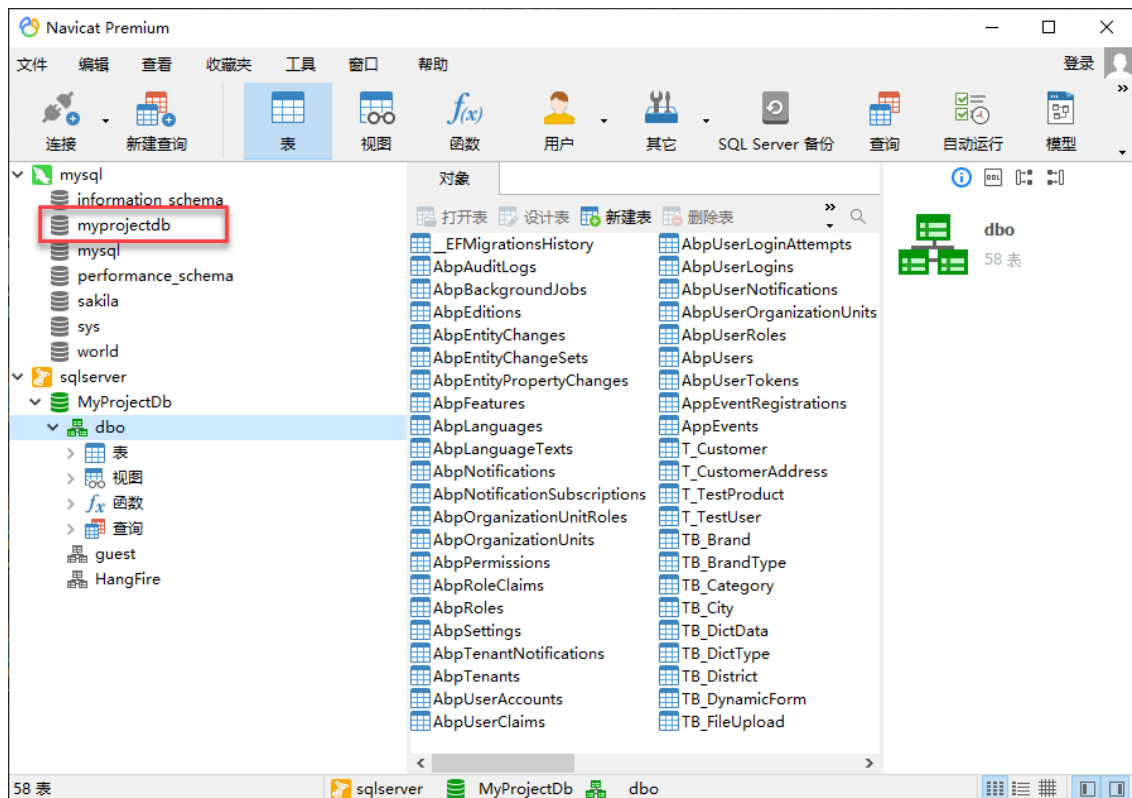 Navicat Premium
文件 编辑 查看 收藏夹 工具 窗口 帮助 登录
连接 新建查询 表 视图 f(x) 函数 用户 其它 SQL Server 备份 查询 自动运行 模型
mysql
information_schema
myprojectdb
mysql
performance_schema
sakila
sys
world
sqlserver
MyProjectDb
dbo
表
视图
fx 函数
查询
guest
HangFire
对象
打开表 设计表 新建表 删除表
__EFMigrationsHistory
AbpAuditLogs
AbpBackgroundJobs
AbpEditions
AbpEntityChanges
AbpEntityChangeSets
AbpEntityPropertyChanges
AbpFeatures
AbpLanguages
AbpLanguageTexts
AbpNotifications
AbpNotificationSubscriptions
AbpOrganizationUnitRoles
AbpOrganizationUnits
AbpPermissions
AbpRoleClaims
AbpRoles
AbpSettings
AbpTenantNotifications
AbpTenants
AbpUserAccounts
AbpUserClaims
AbpUserLoginAttempts
AbpUserLogins
AbpUserNotifications
AbpUserOrganizationUnits
AbpUserRoles
AbpUsers
AbpUserTokens
AppEventRegistrations
AppEvents
T_Customer
T_CustomerAddress
T_TestProduct
T_TestUser
TB_Brand
TB_BrandType
TB_Category
TB_City
TB_DictData
TB_DictType
TB_District
TB_DynamicForm
TB_FileUpload
DDL
dbo
58 表
58 表 sqlserver MyProjectDb dbo